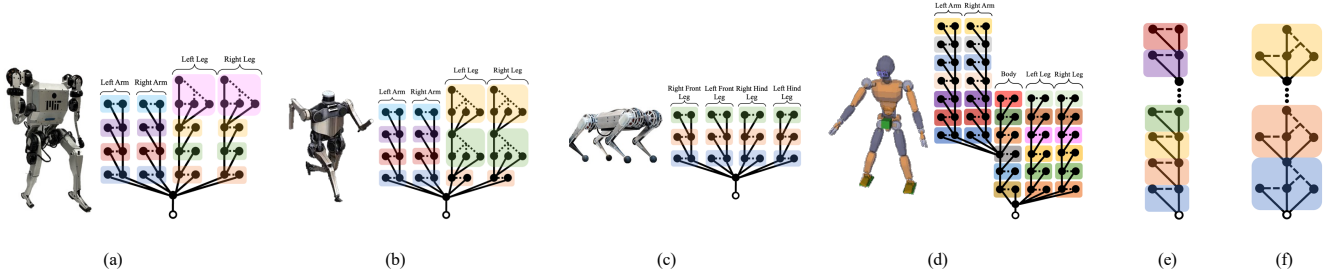 Left Arm Right Arm
Left Leg Right Leg
Left Arm Right Arm
MIT
Left Leg Right Leg
Left Arm Right Arm
Right Front Leg
Left Front Leg
Right Hind Leg
Left Hind Leg
Body Left Leg Right Leg
(a) (b) (c) (d) (e) (f)